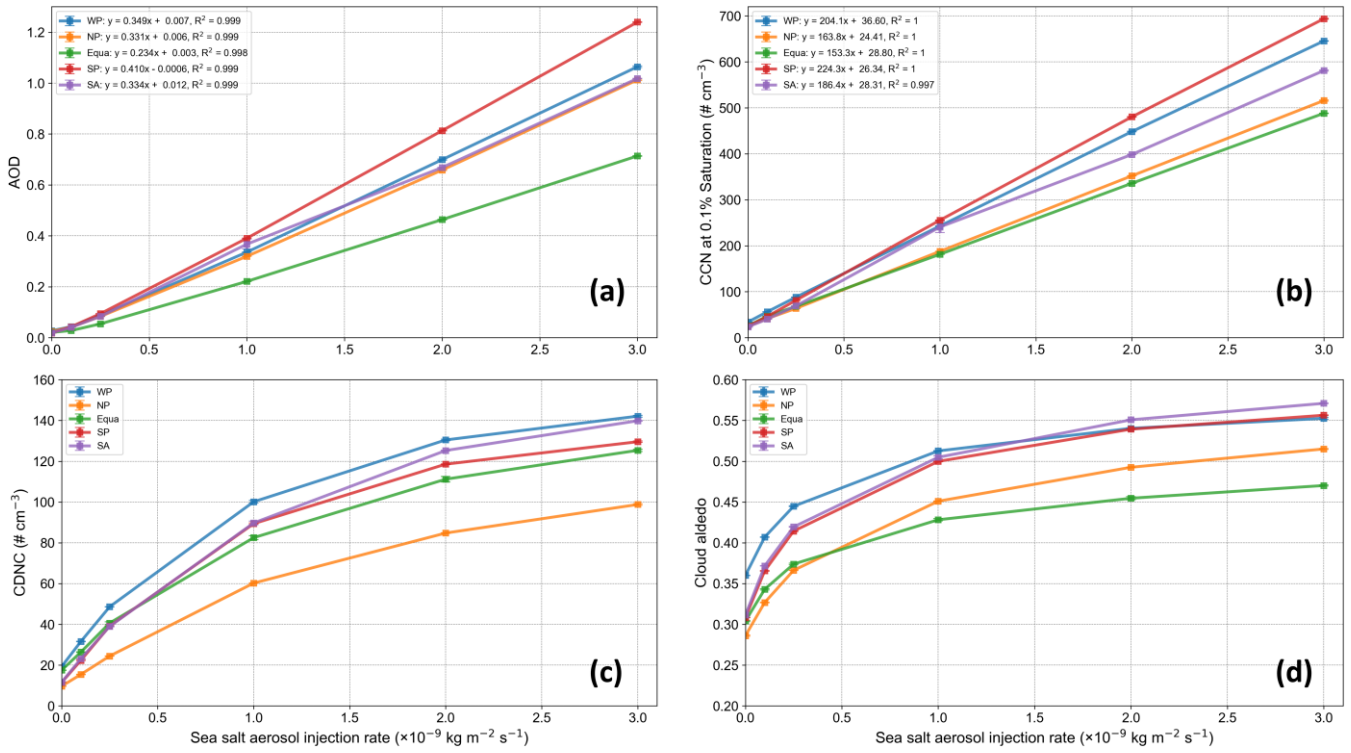 (a)
WP: y = 0.349x + 0.007, R² = 0.999
NP: y = 0.331x + 0.006, R² = 0.999
Equa: y = 0.234x + 0.003, R² = 0.998
SP: y = 0.410x - 0.0006, R² = 0.999
SA: y = 0.334x + 0.012, R² = 0.999
AOD
1.2
1.0
0.8
0.6
0.4
0.2
0.0
0.0 0.5 1.0 1.5 2.0 2.5 3.0
(b)
WP: y = 204.1x + 36.60, R² = 1
NP: y = 163.8x + 24.41, R² = 1
Equa: y = 153.3x + 28.80, R² = 1
SP: y = 224.3x + 26.34, R² = 1
SA: y = 186.4x + 28.31, R² = 0.997
CCN at 0.1% Saturation (# cm⁻³)
700
600
500
400
300
200
100
0
0.0 0.5 1.0 1.5 2.0 2.5 3.0
(c)
WP
NP
Equa
SP
SA
CDNC (# cm⁻³)
160
140
120
100
80
60
40
20
0
0.0 0.5 1.0 1.5 2.0 2.5 3.0
Sea salt aerosol injection rate (×10⁻⁹ kg m⁻² s⁻¹)
(d)
WP
NP
Equa
SP
SA
Cloud aldedo
0.60
0.55
0.50
0.45
0.40
0.35
0.30
0.25
0.20
0.0 0.5 1.0 1.5 2.0 2.5 3.0
Sea salt aerosol injection rate (×10⁻⁹ kg m⁻² s⁻¹)